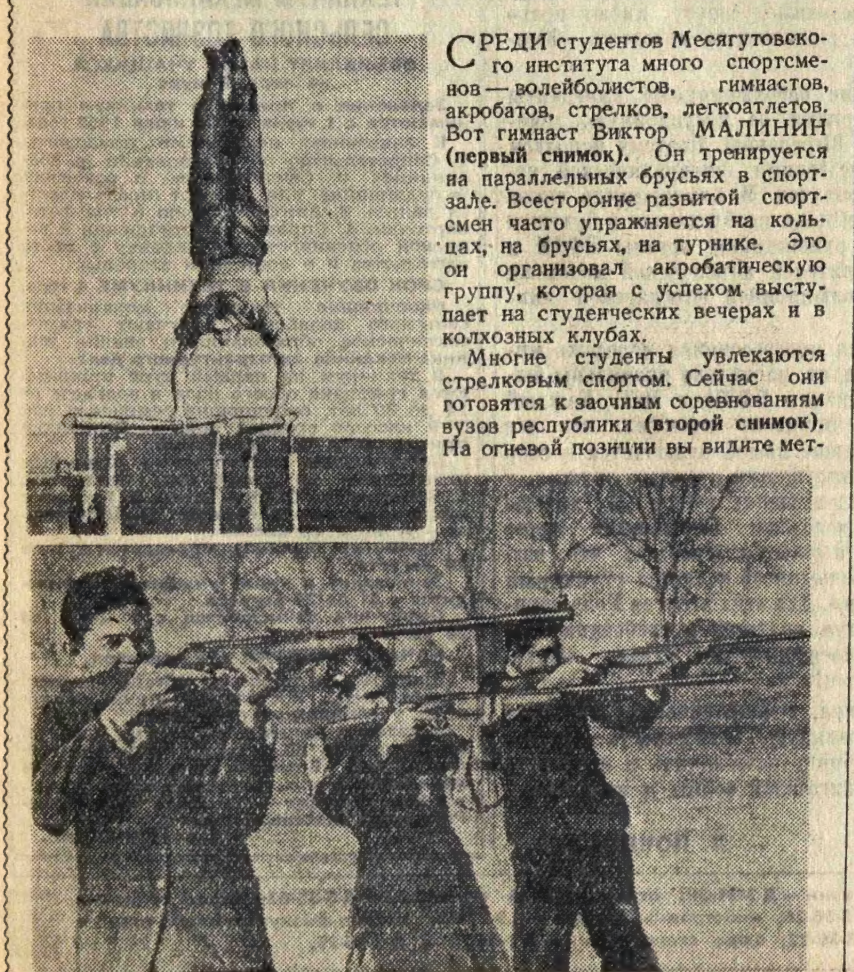 СРЕДИ студентов Месягутовско-
го института много спортсме-
нов — волейболистов, гимнастов,
акробатов, стрелков, легкоатлетов.
Вот гимнаст Виктор МАЛИНИН
(первый снимок). Он тренируется
на параллельных брусьях в спорт-
зале. Всесторонне развитой спорт-
смен часто упражняется на коль-
цах, на брусьях, на турнике. Это
он организовал акробатическую
группу, которая с успехом высту-
пает на студенческих вечерах и в
колхозных клубах.
Многие студенты увлекаются
стрелковым спортом. Сейчас они
готовятся к заочным соревнованиям
вузов республики (второй снимок).
На огневой позиции вы видите мет-